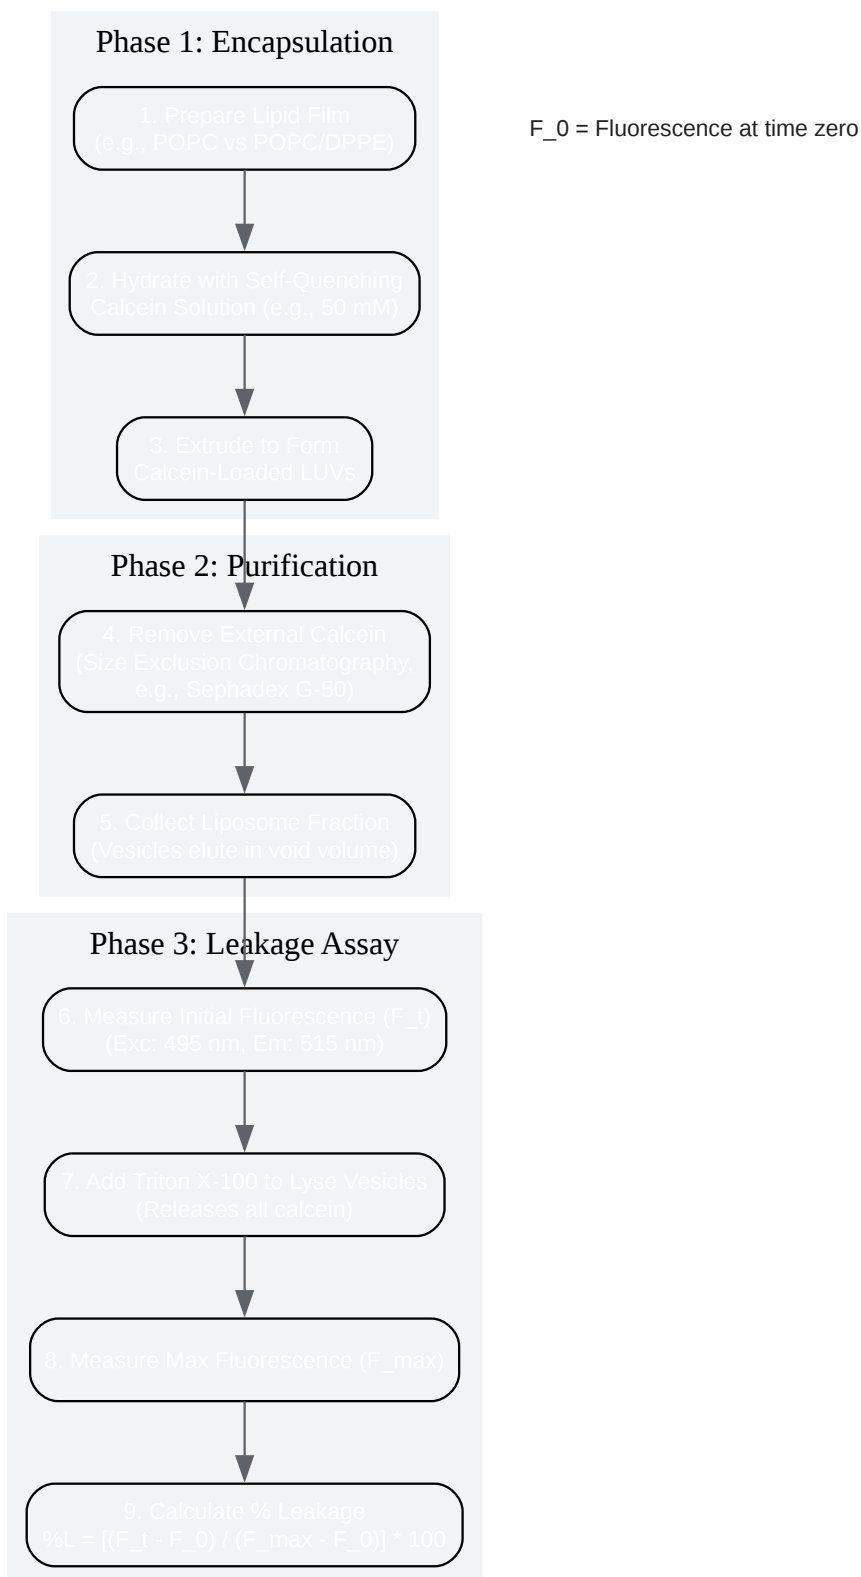 Phase 1: Encapsulation
1. Prepare Lipid Film
(e.g., POPC vs POPC/DPPE)
F_0 = Fluorescence at time zero
2. Hydrate with Self-Quenching
Calcein Solution (e.g., 50 mM)
3. Extrude to Form
Calcein-Loaded LUVs
Phase 2: Purification
4. Remove External Calcein
(Size Exclusion Chromatography,
e.g., Sephadex G-50)
5. Collect Liposome Fraction
(Vesicles elute in void volume)
Phase 3: Leakage Assay
6. Measure Initial Fluorescence (F_t)
(Exc: 495 nm, Em: 515 nm)
7. Add Triton X-100 to Lyse Vesicles
(Releases all calcein)
8. Measure Max Fluorescence (F_max)
9. Calculate % Leakage
%L = [(F_t - F_0) / (F_max - F_0)] * 100